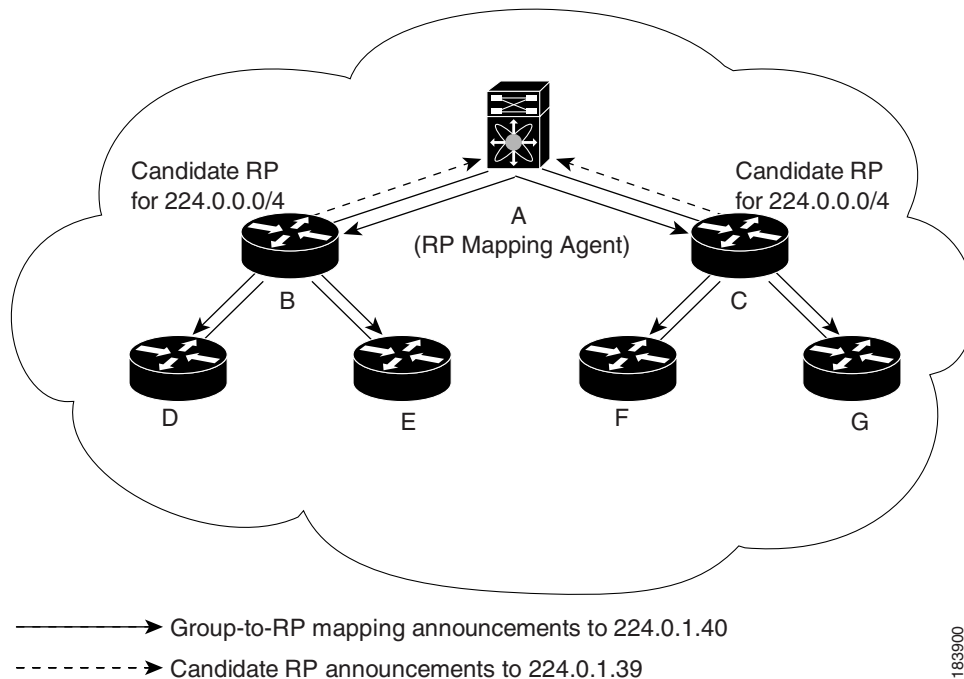 Candidate RP
for 224.0.0.0/4
Candidate RP
for 224.0.0.0/4
A
(RP Mapping Agent)
B
C
D
E
F
G
Group-to-RP mapping announcements to 224.0.1.40
Candidate RP announcements to 224.0.1.39
183900